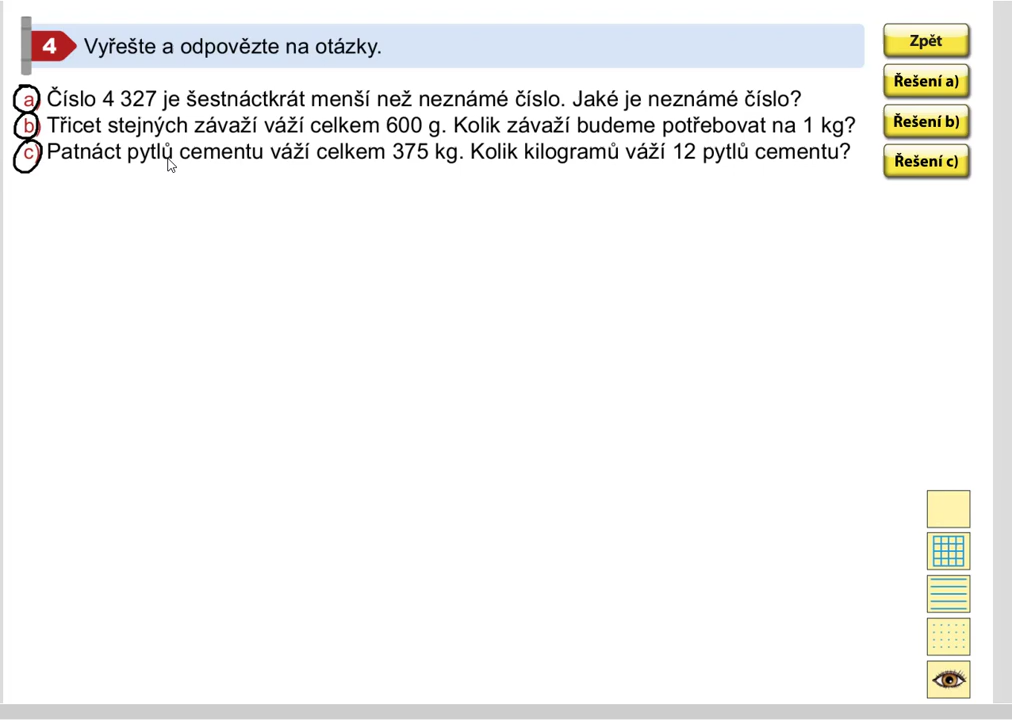 4 Vyřešte a odpovězte na otázky.
a) Číslo 4 327 je šestnáctkrát menší než neznámé číslo. Jaké je neznámé číslo?
b) Třicet stejných závaží váží celkem 600 g. Kolik závaží budeme potřebovat na 1 kg?
c) Patnáct pytlů cementu váží celkem 375 kg. Kolik kilogramů váží 12 pytlů cementu?
Zpět
Řešení a)
Řešení b)
Řešení c)